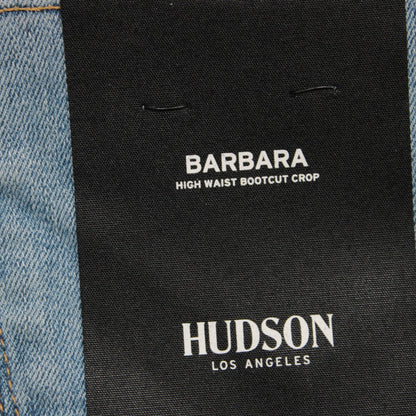 BARBARA
HIGH WAIST BOOTCUT CROP
HUDSON
LOS ANGELES